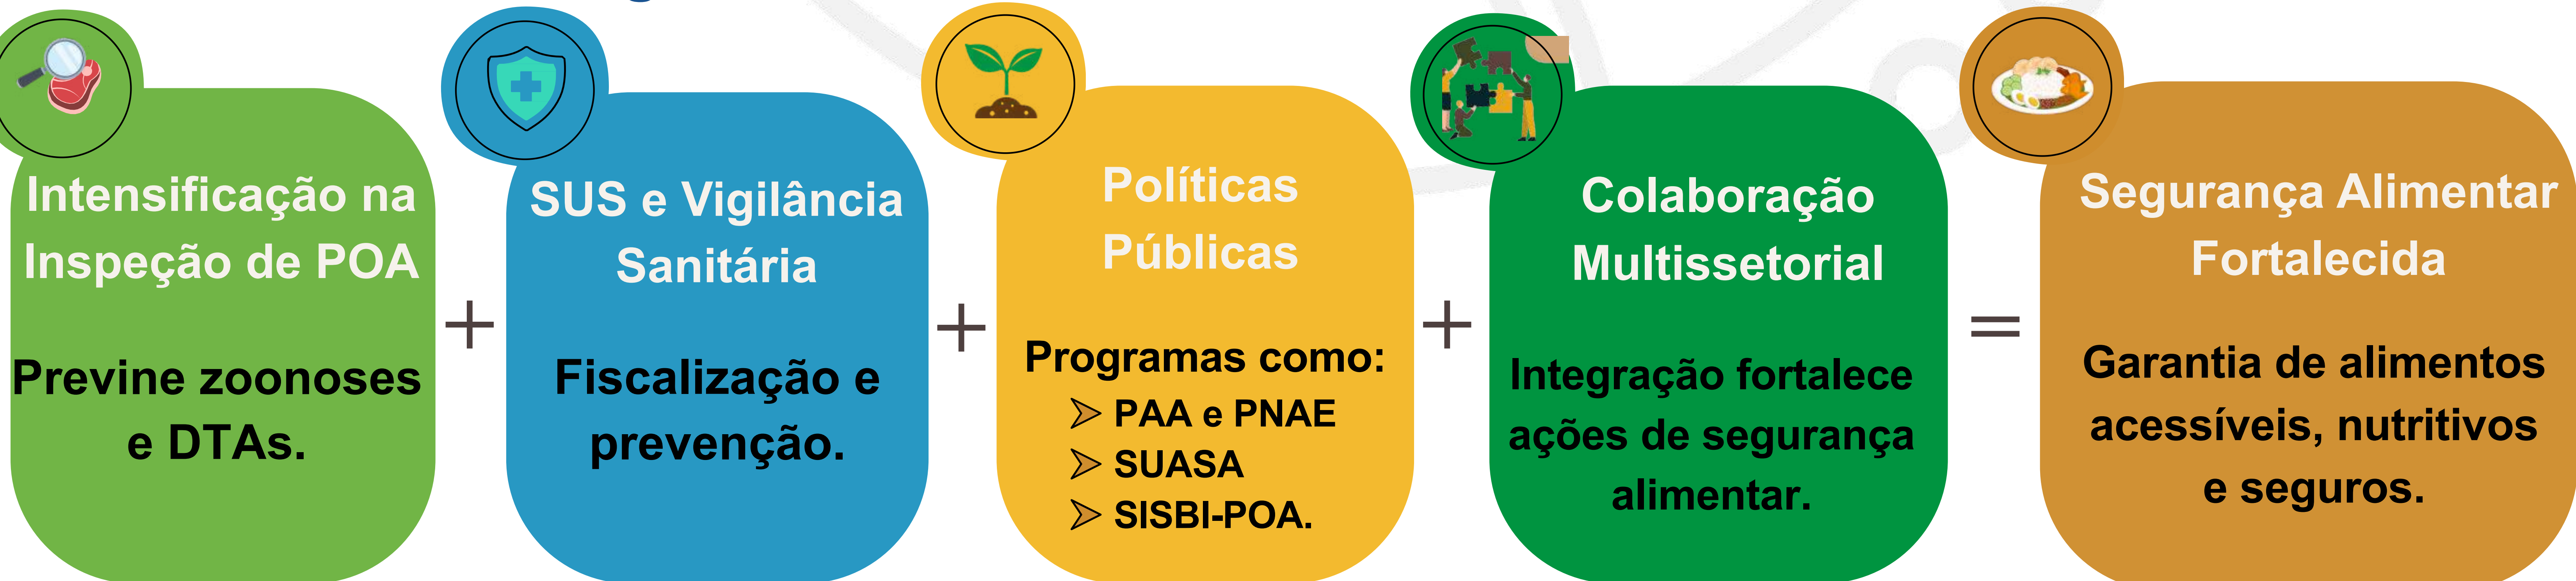 Intensificação na
Inspeção de POA
Previne zoonoses
e DTAs.
+
SUS e Vigilância
Sanitária
Fiscalização e
prevenção.
+
Políticas
Públicas
Programas como:
➢ PAA e PNAE
➢ SUASA
➢ SISBI-POA.
+
Colaboração
Multissetorial
Integração fortalece
ações de segurança
alimentar.
=
Segurança Alimentar
Fortalecida
Garantia de alimentos
acessíveis, nutritivos
e seguros.